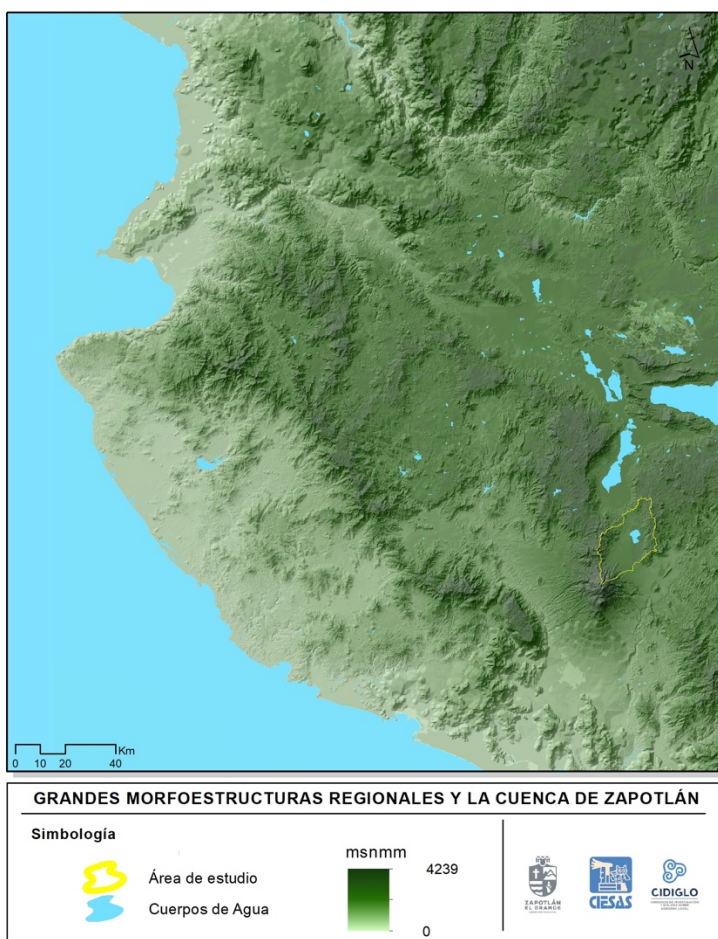 N
Km
0 10 20 40
GRANDES MORFOESTRUCTURAS REGIONALES Y LA CUENCA DE ZAPOTLÁN
Simbología
Área de estudio
Cuerpos de Agua
msnmm
4239
0
ZAPOTLÁN
EL GRANDE
CIESAS
CIDIGLO